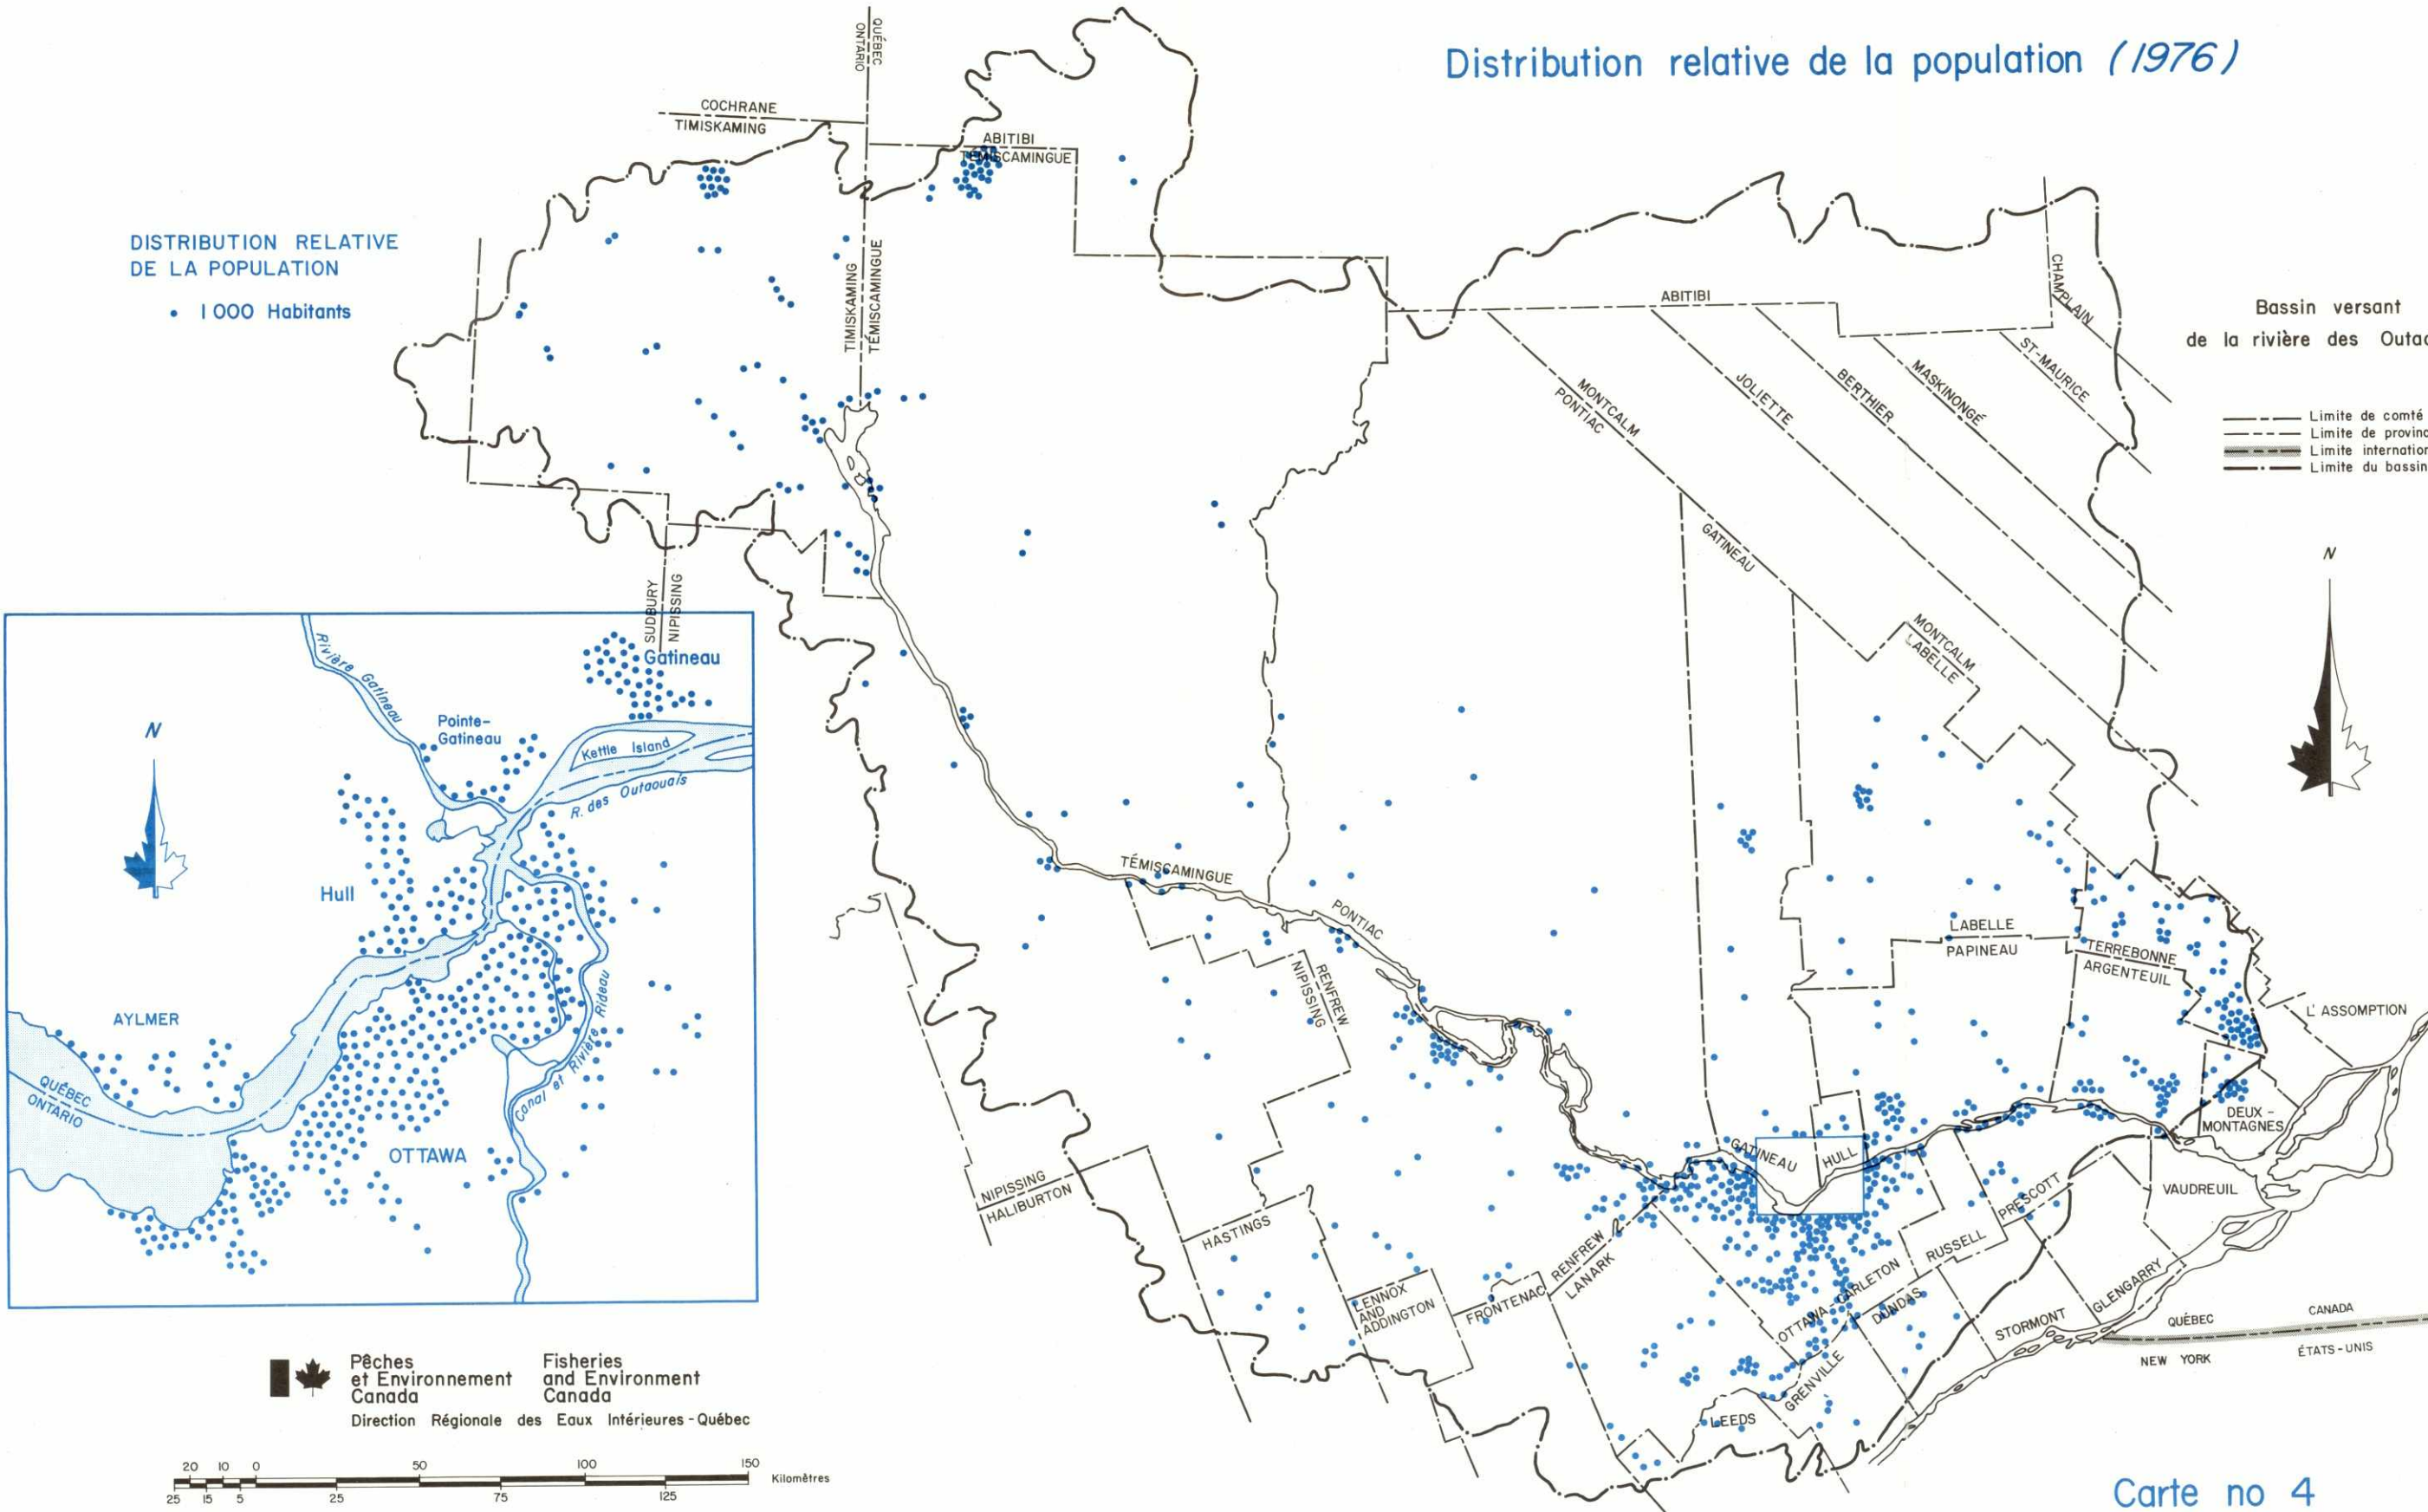 Distribution relative de la population (1976)
QUÉBEC
ONTARIO
COCHRANE
TIMISKAMING
ABITIBI
TÉMISCAMINGUE
DISTRIBUTION RELATIVE
DE LA POPULATION
• 1 000 Habitants
TIMISKAMING
TÉMISCAMINGUE
ABITIBI
CHAMPLAIN
ST-MAURICE
MASKINONGÉ
BERTHIER
JOLIETTE
MONTCALM
PONTIAC
Bassin versant
de la rivière des
Limite de comté
Limite de
Limite
Limite du bassin
N
GATINEAU
MONTCALM
LABELLE
SUDBURY
NIPISSING
Rivière Gatineau
Gatineau
Pointe-
Gatineau
Kettle Island
R. des Outaouais
N
Hull
AYLMER
QUÉBEC
ONTARIO
OTTAWA
Canal et Rivière Rideau
TÉMISCAMINGUE
PONTIAC
RENFREW
NIPISSING
LABELLE
PAPINEAU
TERREBONNE
ARGENTEUIL
L'ASSOMPTION
DEUX-
MONTAGNES
VAUDREUIL
GATINEAU
HULL
NIPISSING
HALIBURTON
HASTINGS
LENNOX
AND
ADDINGTON
FRONTENAC
RENFREW
LANARK
OTTAWA-CARLETON
RUSSELL
PRESCOTT
DUNDAS
STORMONT
GLENGARRY
GRENVILLE
LEEDS
QUÉBEC
NEW YORK
CANADA
ÉTATS-UNIS
Pêches
et Environnement
Canada
Fisheries
and Environment
Canada
Direction Régionale des Eaux Intérieures-Québec
20 10 0 50 100 150
Kilomètres
25 15 5 25 75 125
Carte no 4